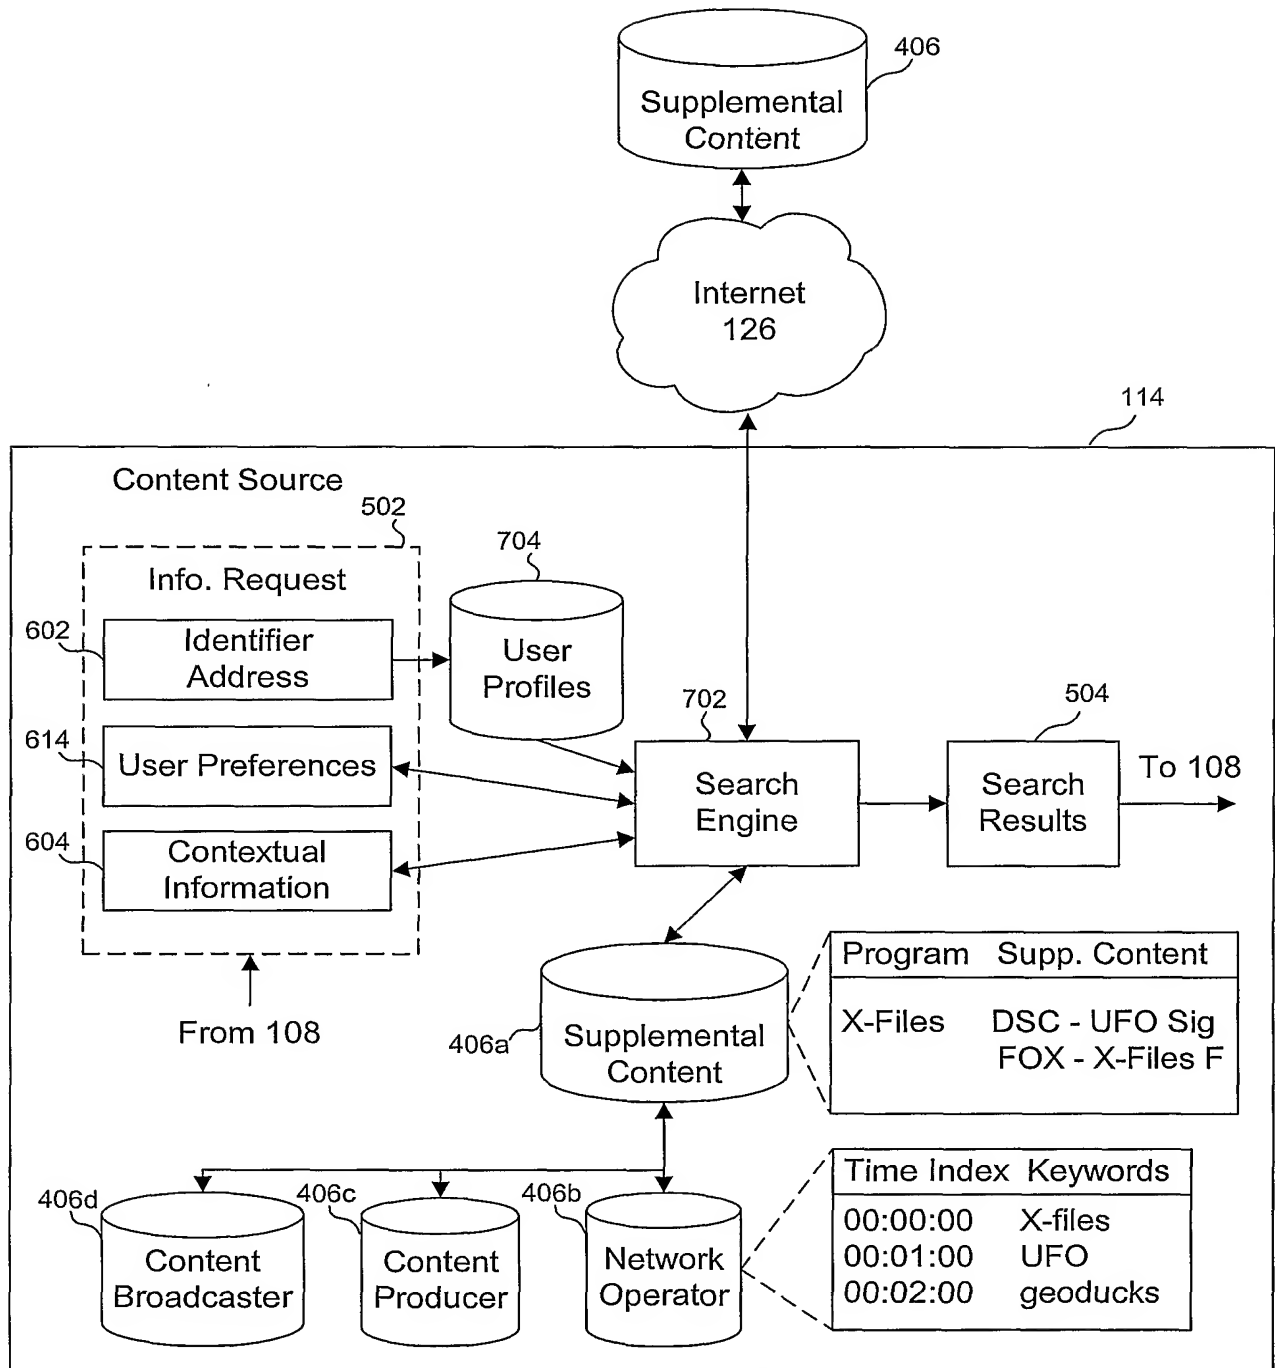 406
Supplemental
Content
Internet
126
114
Content Source
502
704
Info. Request
602
Identifier
Address
User
Profiles
702
504
614
User Preferences
Search
Engine
Search
Results
To 108
604
Contextual
Information
From 108
406a
Supplemental
Content
Program Supp. Content
X-Files DSC - UFO Sig
FOX - X-Files F
406d
Content
Broadcaster
406c
Content
Producer
406b
Network
Operator
Time Index Keywords
00:00:00 X-files
00:01:00 UFO
00:02:00 geoducks